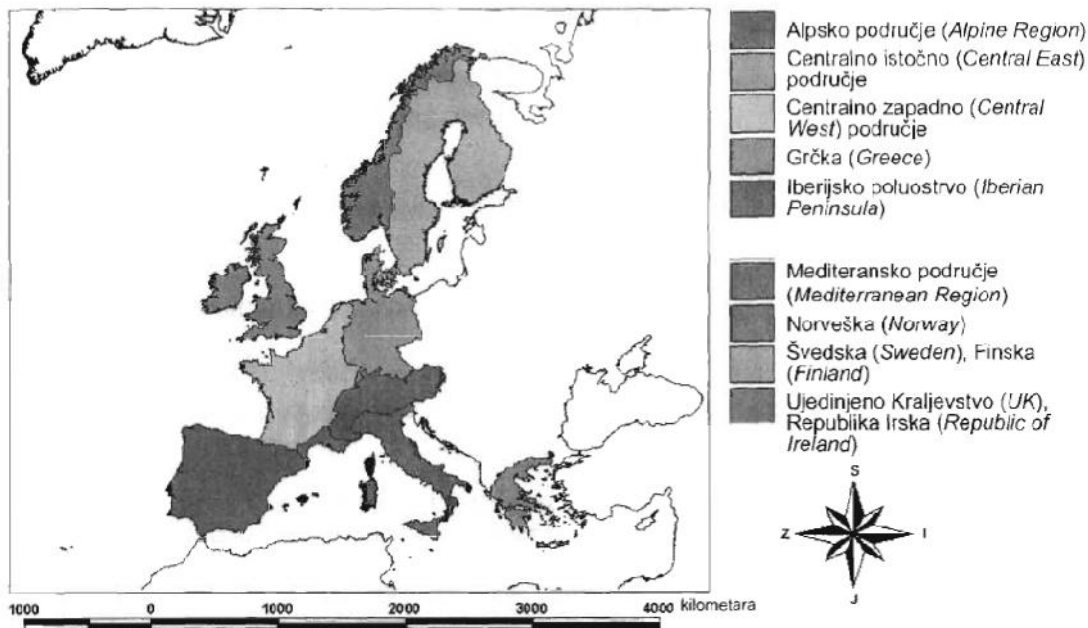 Alpsko područje (Alpine Region)
Centralno istočno (Central East)
područje
Centralno zapadno (Central
West) područje
Grčka (Greece)
Iberijsko poluostrvo (Iberian
Peninsula)
Mediteransko područje
(Mediterranean Region)
Norveška (Norway)
Švedska (Sweden), Finska
(Finland)
Ujedinjeno Kraljevstvo (UK),
Republika Irska (Republic of
Ireland)
S
Z I
J
1000 0 1000 2000 3000 4000 kilometara